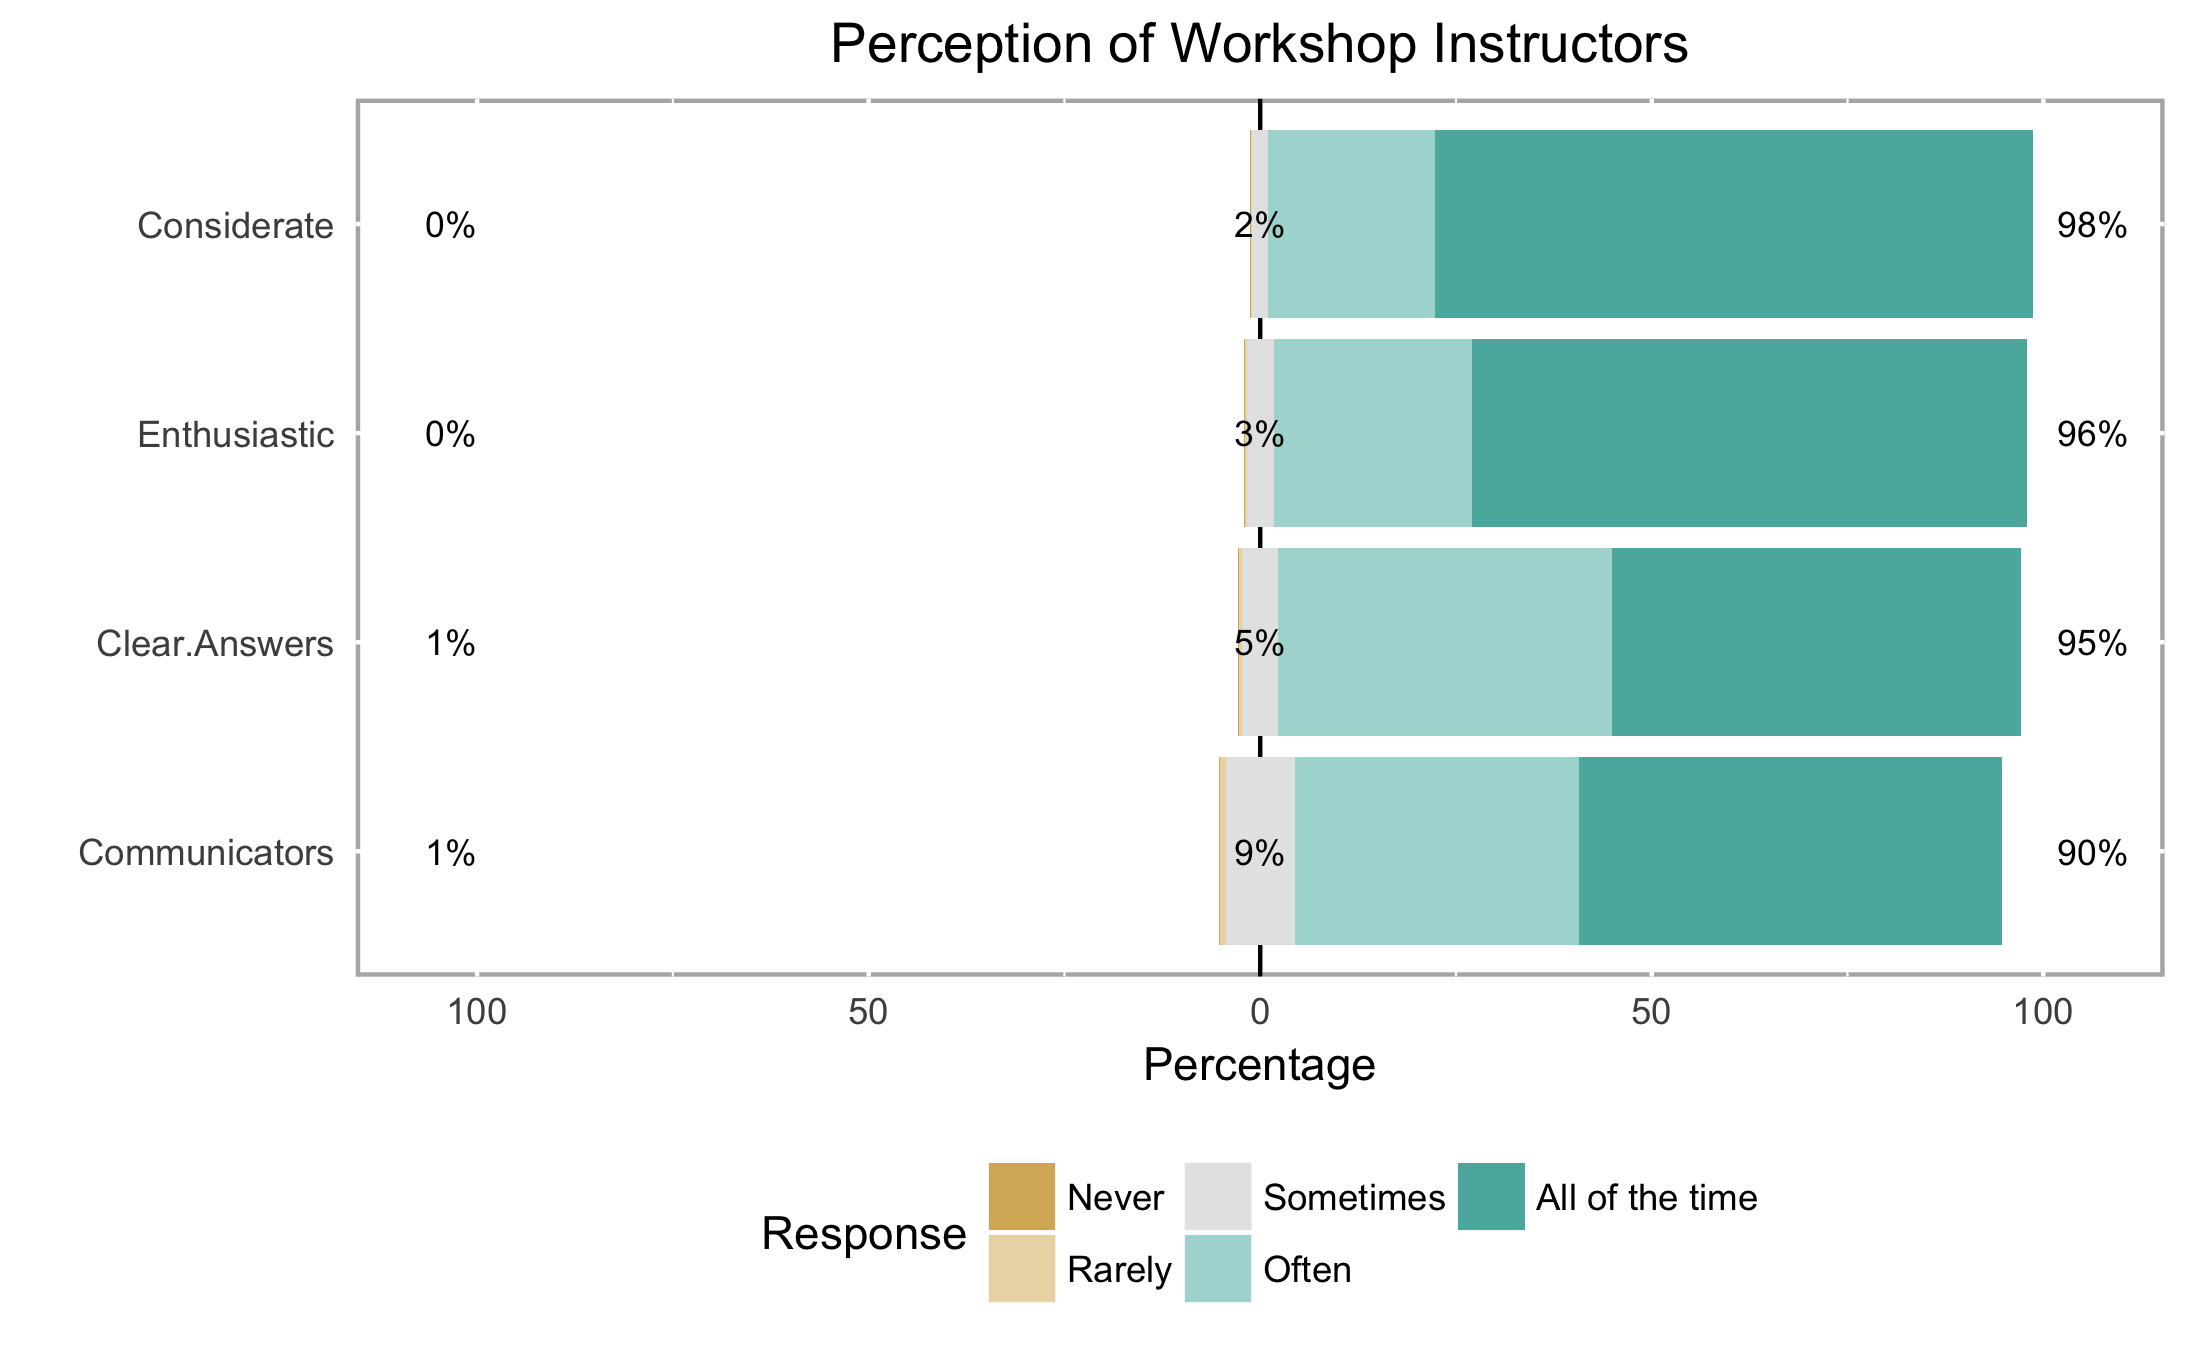 Perception of Workshop Instructors
Considerate 0% 2% 98%
Enthusiastic 0% 3% 96%
Clear.Answers 1% 5% 95%
Communicators 1% 9% 90%
100 50 0 50 100
Percentage
Response
Never Sometimes All of the time
Rarely Often